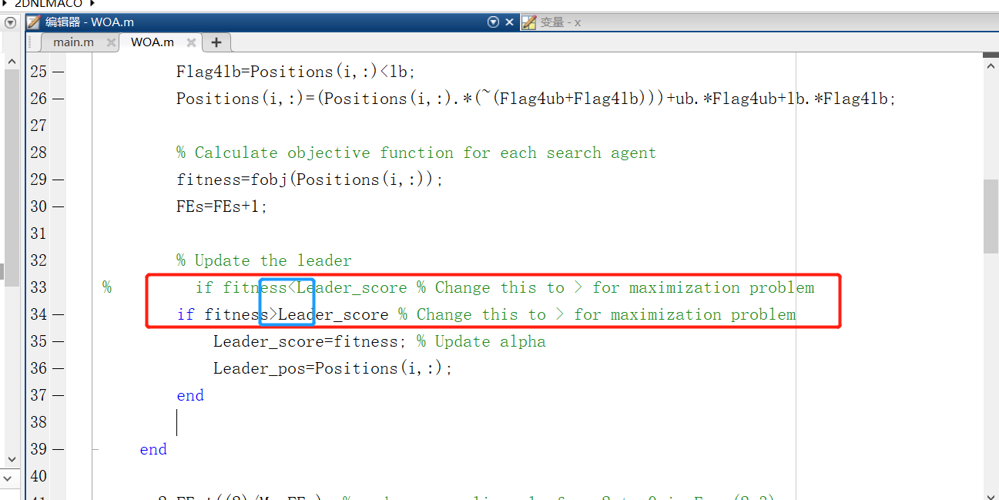 2DNLMACO
编辑器 - WOA.m
变量 - x
main.m
WOA.m
25 Flag4lb=Positions(i,:)<lb;
26 Positions(i,:)=(Positions(i,:).*(~(Flag4ub+Flag4lb)))+ub.*Flag4ub+lb.*Flag4lb;
27
28 % Calculate objective function for each search agent
29 fitness=fobj(Positions(i,:));
30 FEs=FEs+1;
31
32 % Update the leader
33 % if fitness<Leader_score % Change this to > for maximization problem
34 if fitness>Leader_score % Change this to > for maximization problem
35 Leader_score=fitness; % Update alpha
36 Leader_pos=Positions(i,:);
37 end
38
39 end
40